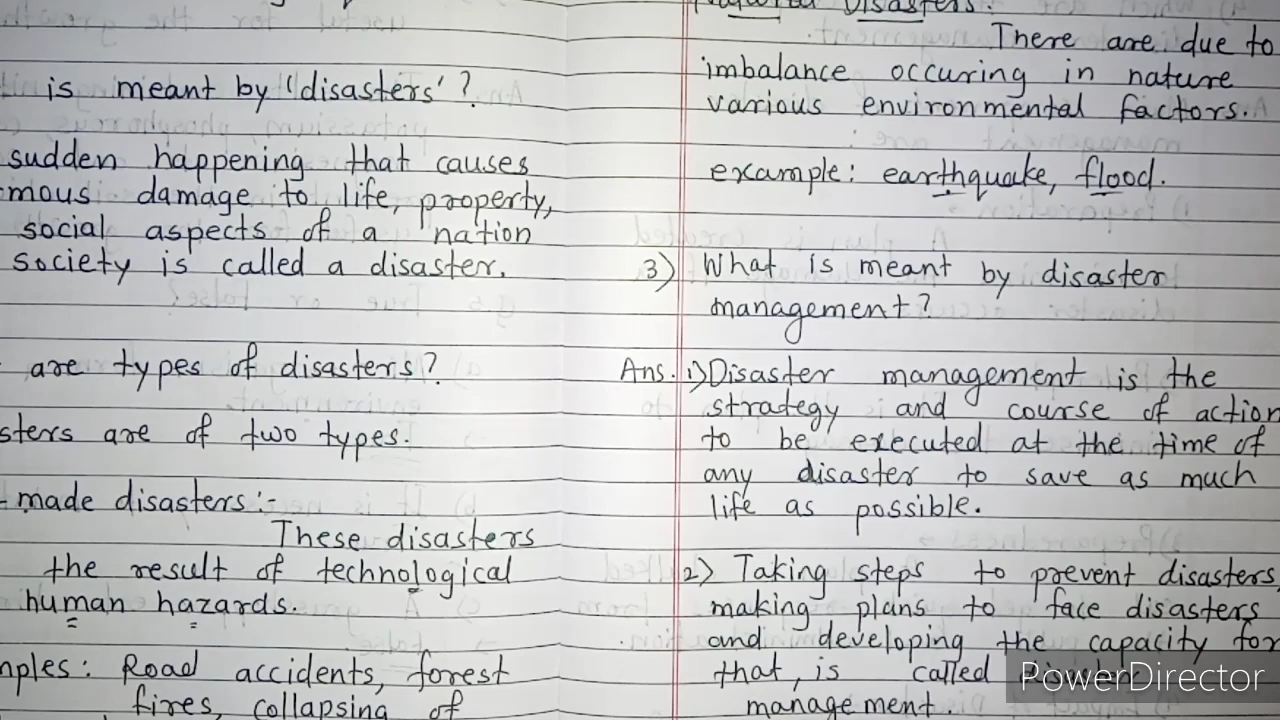 is meant by "disasters'?
sudden happening that causes
mous damage to life, property,
social aspects of a nation
society is called a disaster.
are types of disasters?
sters are of two types.
made disasters:-
These disasters
the result of technological
human hazards.
mples: Road accidents, forest
fires, collapsing of
Disasters:
There are due to
imbalance occuring in nature
various environmental factors.
example: earthquake, flood.
3) What is meant by disaster
management?
Ans. 1) Disaster management is the
strategy and course of action
to be executed at the time of
any disaster to save as much
life as possible.
2) Taking steps to prevent disasters,
making plans to face disasters
and developing the capacity for
that, is called
management.
PowerDirector